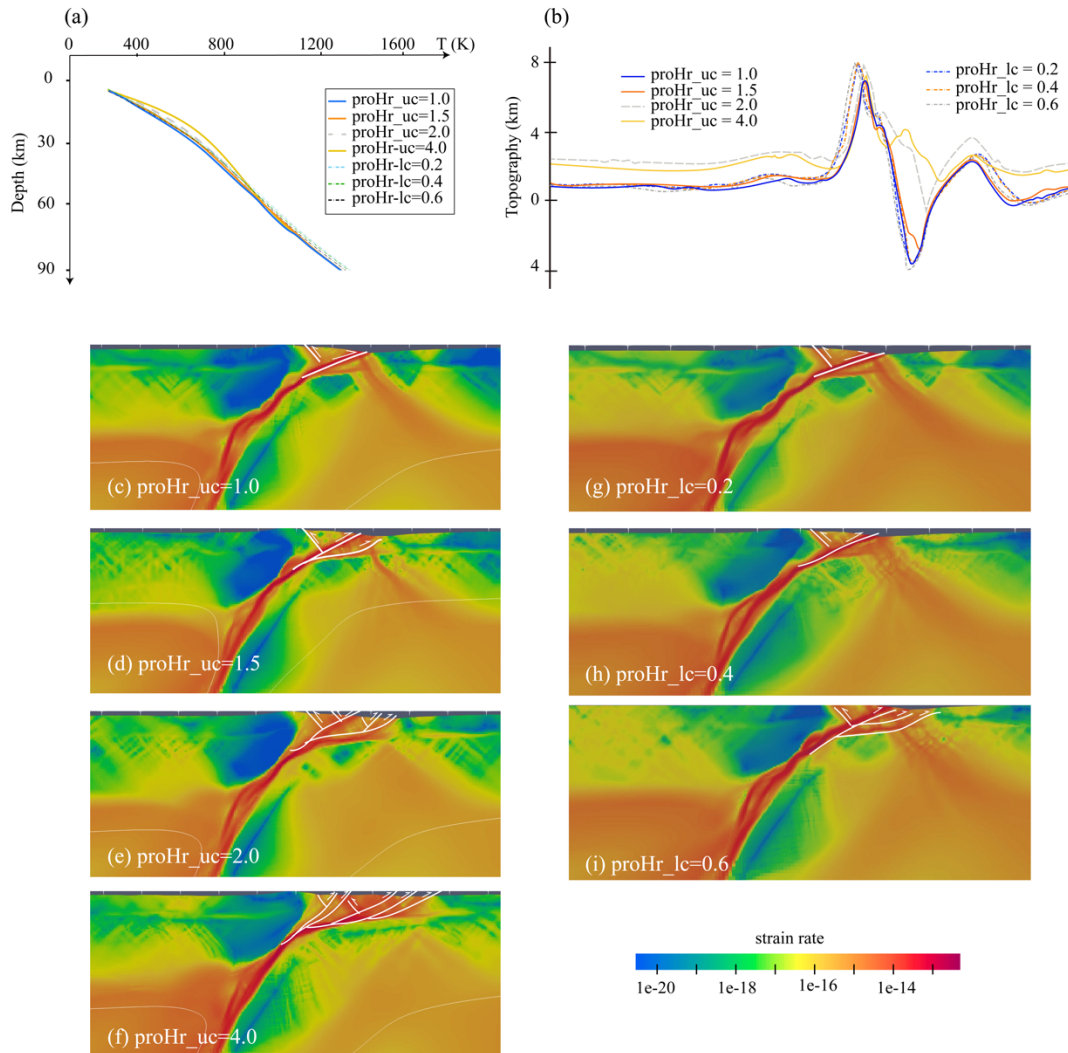 (a)
0 400 800 1200 1600 T (K)
0
30
60
90
Depth (km)
proHr_uc=1.0
proHr_uc=1.5
proHr_uc=2.0
proHr-uc=4.0
proHr-lc=0.2
proHr-lc=0.4
proHr-lc=0.6
(b)
8
4
0
4
Topography (km)
proHr_uc = 1.0
proHr_uc = 1.5
proHr_uc = 2.0
proHr_uc = 4.0
proHr_lc = 0.2
proHr_lc = 0.4
proHr_lc = 0.6
(c) proHr_uc=1.0
(g) proHr_lc=0.2
(d) proHr_uc=1.5
(h) proHr_lc=0.4
(e) proHr_uc=2.0
(i) proHr_lc=0.6
(f) proHr_uc=4.0
strain rate
1e-20 1e-18 1e-16 1e-14